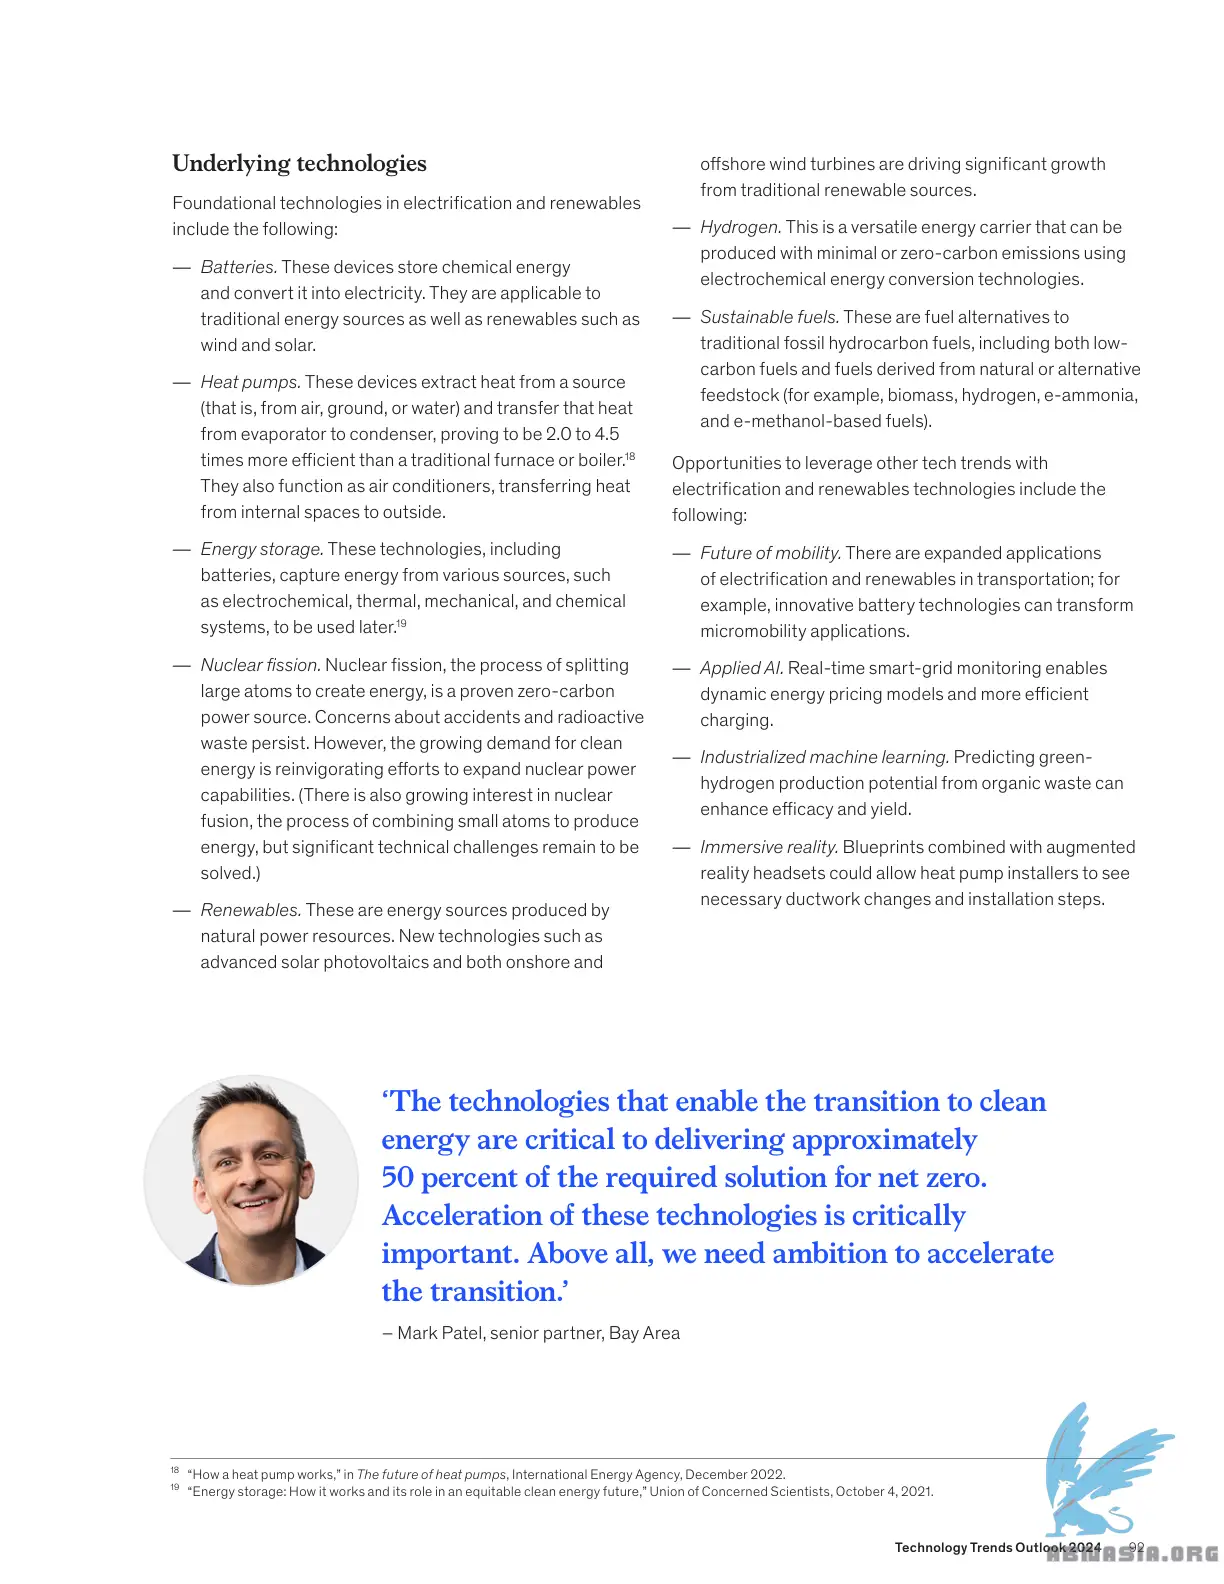 Underlying technologies
Foundational technologies in electrification and renewables
include the following:
— Batteries. These devices store chemical energy
and convert it into electricity. They are applicable to
traditional energy sources as well as renewables such as
wind and solar.
— Heat pumps. These devices extract heat from a source
(that is, from air, ground, or water) and transfer that heat
from evaporator to condenser, proving to be 2.0 to 4.5
times more efficient than a traditional furnace or boiler.18
They also function as air conditioners, transferring heat
from internal spaces to outside.
— Energy storage. These technologies, including
batteries, capture energy from various sources, such
as electrochemical, thermal, mechanical, and chemical
systems, to be used later.19
— Nuclear fission. Nuclear fission, the process of splitting
large atoms to create energy, is a proven zero-carbon
power source. Concerns about accidents and radioactive
waste persist. However, the growing demand for clean
energy is reinvigorating efforts to expand nuclear power
capabilities. (There is also growing interest in nuclear
fusion, the process of combining small atoms to produce
energy, but significant technical challenges remain to be
solved.)
— Renewables. These are energy sources produced by
natural power resources. New technologies such as
advanced solar photovoltaics and both onshore and
offshore wind turbines are driving significant growth
from traditional renewable sources.
— Hydrogen. This is a versatile energy carrier that can be
produced with minimal or zero-carbon emissions using
electrochemical energy conversion technologies.
— Sustainable fuels. These are fuel alternatives to
traditional fossil hydrocarbon fuels, including both low-
carbon fuels and fuels derived from natural or alternative
feedstock (for example, biomass, hydrogen, e-ammonia,
and e-methanol-based fuels).
Opportunities to leverage other tech trends with
electrification and renewables technologies include the
following:
— Future of mobility. There are expanded applications
of electrification and renewables in transportation; for
example, innovative battery technologies can transform
micromobility applications.
— Applied AI. Real-time smart-grid monitoring enables
dynamic energy pricing models and more efficient
charging.
— Industrialized machine learning. Predicting green-
hydrogen production potential from organic waste can
enhance efficacy and yield.
— Immersive reality. Blueprints combined with augmented
reality headsets could allow heat pump installers to see
necessary ductwork changes and installation steps.
‘The technologies that enable the transition to clean
energy are critical to delivering approximately
50 percent of the required solution for net zero.
Acceleration of these technologies is critically
important. Above all, we need ambition to accelerate
the transition.’
– Mark Patel, senior partner, Bay Area
18 “How a heat pump works,” in The future of heat pumps, International Energy Agency, December 2022.
19 “Energy storage: How it works and its role in an equitable clean energy future,” Union of Concerned Scientists, October 4, 2021.
Technology Trends Outlook 2024 92
ABWASIA.ORG